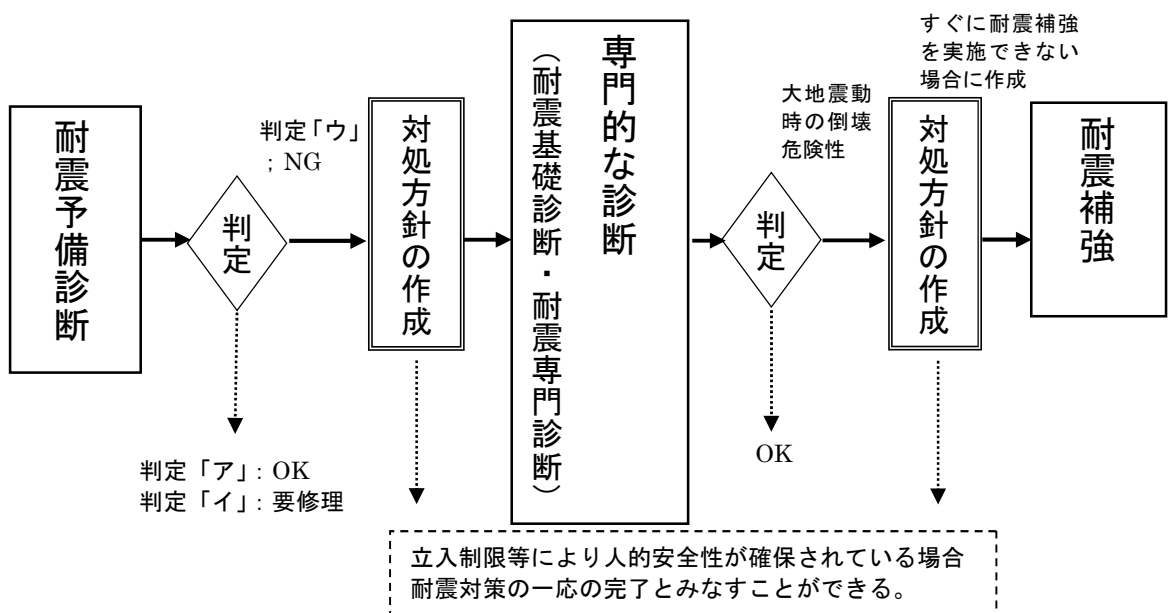 耐震予備診断
判定
判定「ウ」
; NG
判定「ア」: OK
判定「イ」: 要修理
対処方針の作成
専門的な診断
（耐震基礎診断・耐震専門診断）
大地震動
時の倒壊
危険性
判定
OK
すぐに耐震補強
を実施できない
場合に作成
対処方針の作成
耐震補強
立入制限等により人的安全性が確保されている場合
耐震対策の一応の完了とみなすことができる。